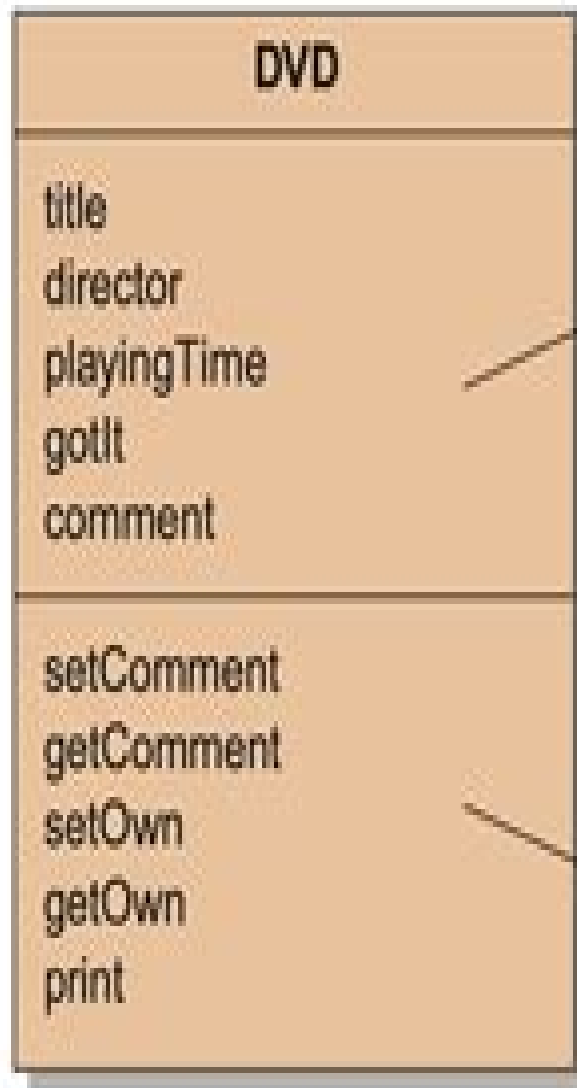 DVD
title
director
playingTime
gotIt
comment
setComment
getComment
setOwn
getOwn
print